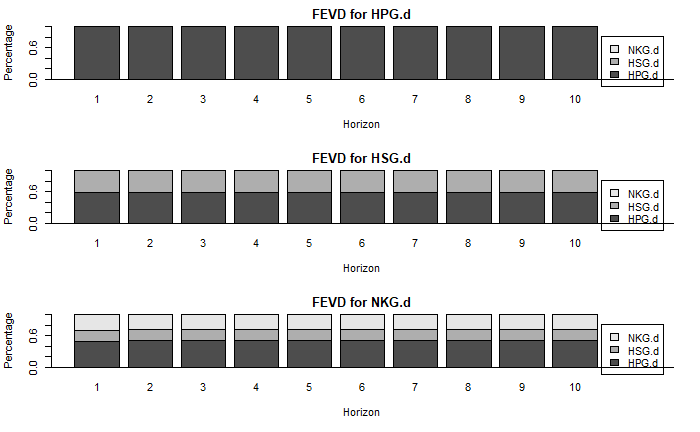 FEVD for HPG.d
Percentage
0.0 0.6
NKG.d
HSG.d
HPG.d
1 2 3 4 5 6 7 8 9 10
Horizon
FEVD for HSG.d
Percentage
0.0 0.6
NKG.d
HSG.d
HPG.d
1 2 3 4 5 6 7 8 9 10
Horizon
FEVD for NKG.d
Percentage
0.0 0.6
NKG.d
HSG.d
HPG.d
1 2 3 4 5 6 7 8 9 10
Horizon